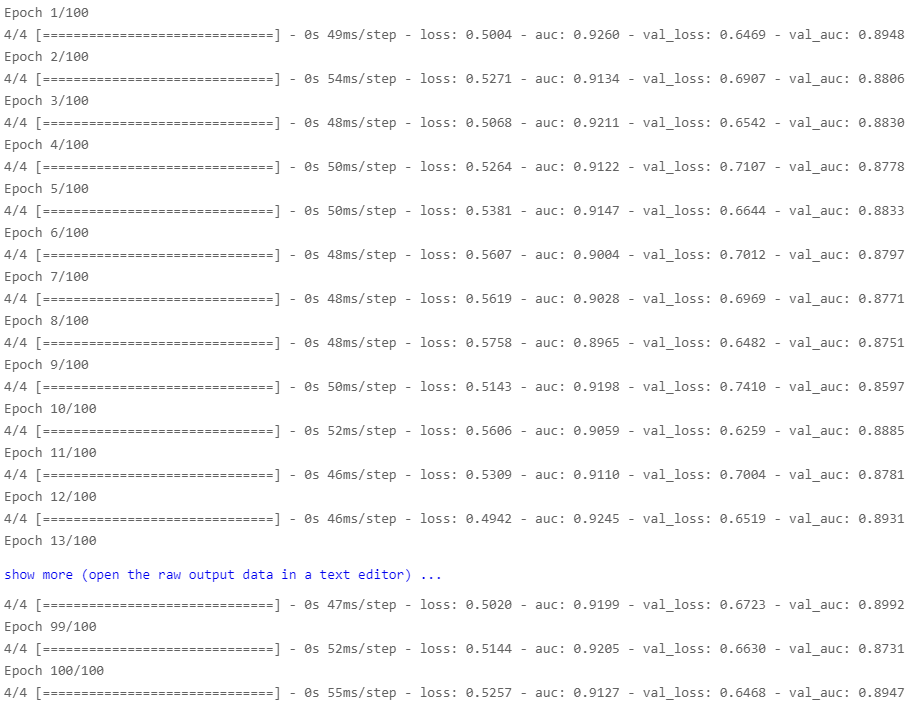 Epoch 1/100
4/4 [==============================] - 0s 49ms/step - loss: 0.5004 - auc: 0.9260 - val_loss: 0.6469 - val_auc: 0.8948
Epoch 2/100
4/4 [==============================] - 0s 54ms/step - loss: 0.5271 - auc: 0.9134 - val_loss: 0.6907 - val_auc: 0.8806
Epoch 3/100
4/4 [==============================] - 0s 48ms/step - loss: 0.5068 - auc: 0.9211 - val_loss: 0.6542 - val_auc: 0.8830
Epoch 4/100
4/4 [==============================] - 0s 50ms/step - loss: 0.5264 - auc: 0.9122 - val_loss: 0.7107 - val_auc: 0.8778
Epoch 5/100
4/4 [==============================] - 0s 50ms/step - loss: 0.5381 - auc: 0.9147 - val_loss: 0.6644 - val_auc: 0.8833
Epoch 6/100
4/4 [==============================] - 0s 48ms/step - loss: 0.5607 - auc: 0.9004 - val_loss: 0.7012 - val_auc: 0.8797
Epoch 7/100
4/4 [==============================] - 0s 48ms/step - loss: 0.5619 - auc: 0.9028 - val_loss: 0.6969 - val_auc: 0.8771
Epoch 8/100
4/4 [==============================] - 0s 48ms/step - loss: 0.5758 - auc: 0.8965 - val_loss: 0.6482 - val_auc: 0.8751
Epoch 9/100
4/4 [==============================] - 0s 50ms/step - loss: 0.5143 - auc: 0.9198 - val_loss: 0.7410 - val_auc: 0.8597
Epoch 10/100
4/4 [==============================] - 0s 52ms/step - loss: 0.5606 - auc: 0.9059 - val_loss: 0.6259 - val_auc: 0.8885
Epoch 11/100
4/4 [==============================] - 0s 46ms/step - loss: 0.5309 - auc: 0.9110 - val_loss: 0.7004 - val_auc: 0.8781
Epoch 12/100
4/4 [==============================] - 0s 46ms/step - loss: 0.4942 - auc: 0.9245 - val_loss: 0.6519 - val_auc: 0.8931
Epoch 13/100
show more (open the raw output data in a text editor) ...
4/4 [==============================] - 0s 47ms/step - loss: 0.5020 - auc: 0.9199 - val_loss: 0.6723 - val_auc: 0.8992
Epoch 99/100
4/4 [==============================] - 0s 52ms/step - loss: 0.5144 - auc: 0.9205 - val_loss: 0.6630 - val_auc: 0.8731
Epoch 100/100
4/4 [==============================] - 0s 55ms/step - loss: 0.5257 - auc: 0.9127 - val_loss: 0.6468 - val_auc: 0.8947